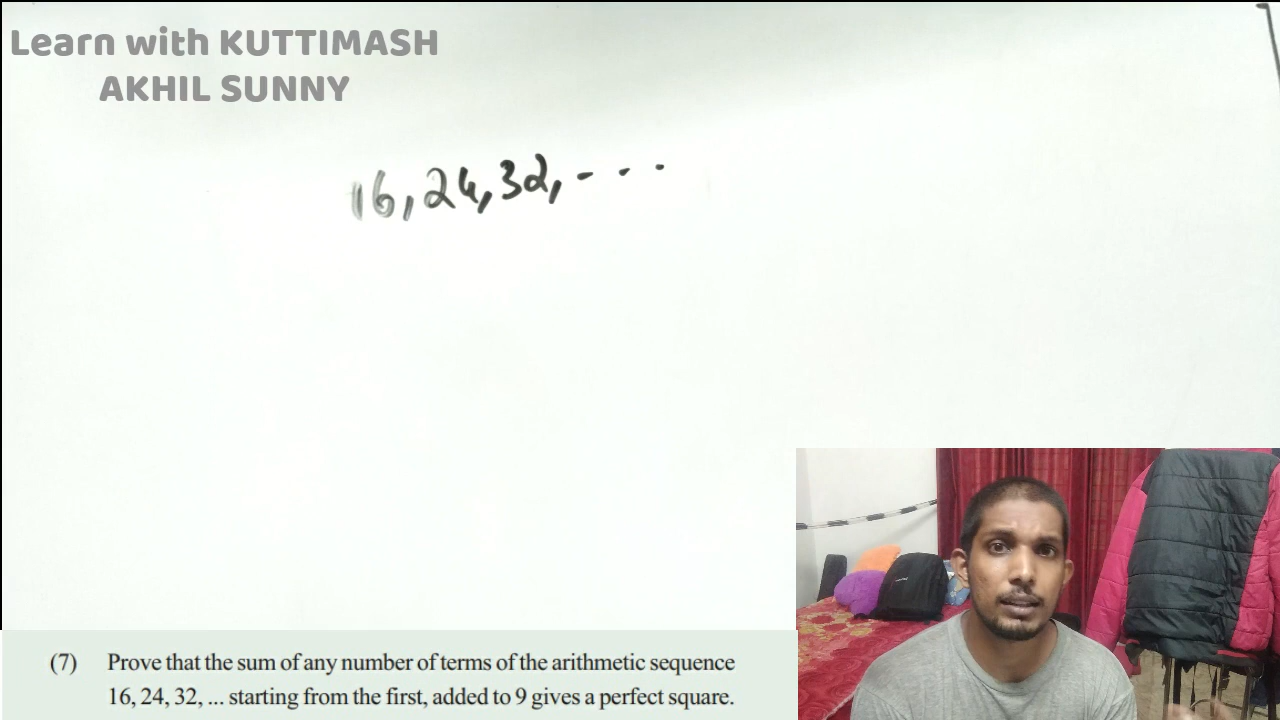 Learn with KUTTIMASH
AKHIL SUNNY
16, 24, 32, - - -
(7) Prove that the sum of any number of terms of the arithmetic sequence
16, 24, 32, ... starting from the first, added to 9 gives a perfect square.